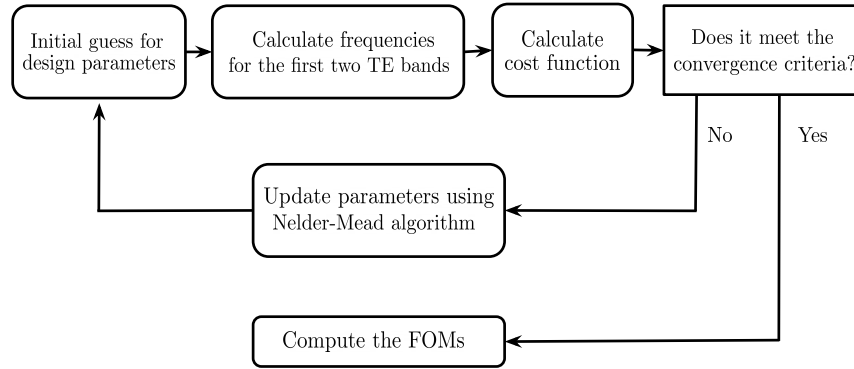 Initial guess for
design parameters
Calculate frequencies
for the first two TE bands
Calculate
cost function
Does it meet the
convergence criteria?
No
Yes
Update parameters using
Nelder-Mead algorithm
Compute the FOMs